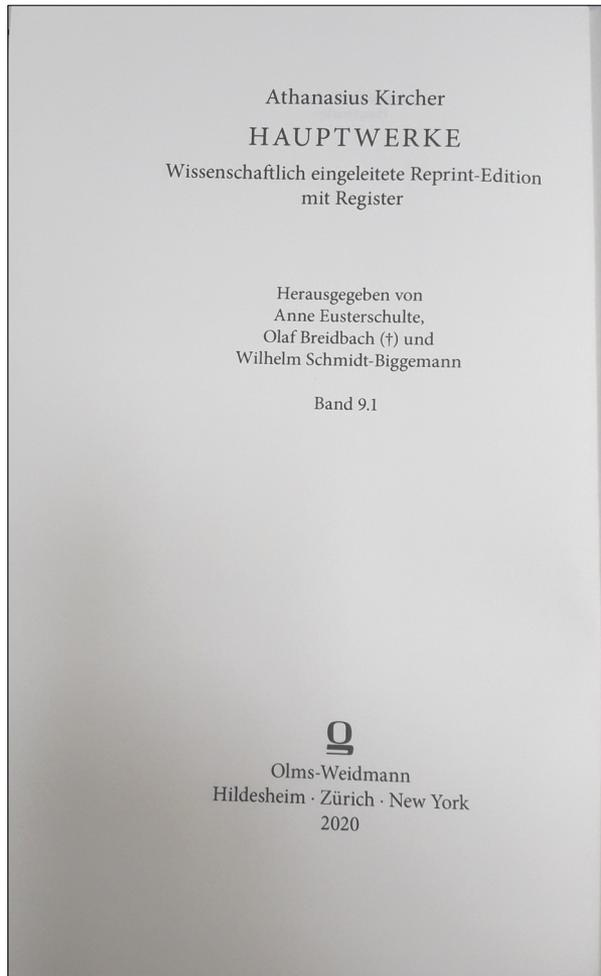 Athanasius Kircher
HAUPTWERKE
Wissenschaftlich eingeleitete Reprint-Edition
mit Register
Herausgegeben von
Anne Eusterschulte,
Olaf Breidbach (†) und
Wilhelm Schmidt-Biggemann
Band 9.1
Olms-Weidmann
Hildesheim · Zürich · New York
2020